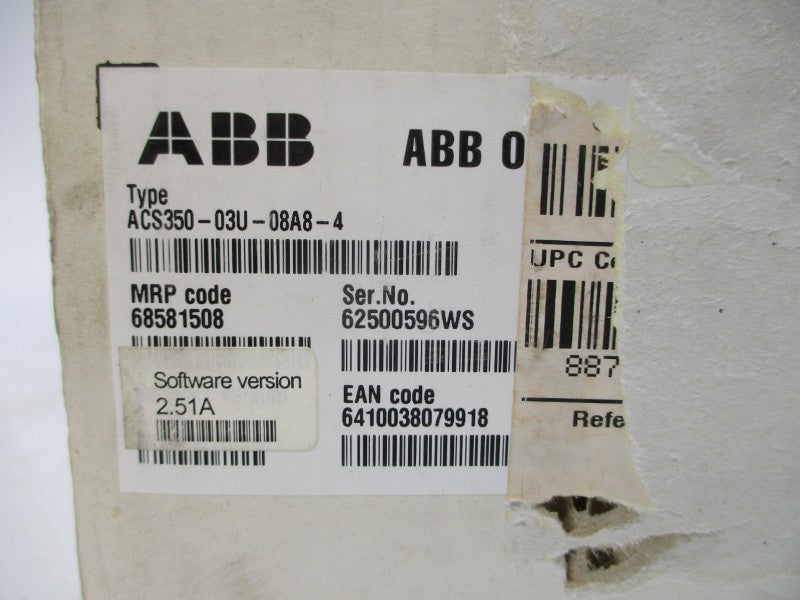 ABB
ABB O
Type
ACS350-03U-08A8-4
MRP code
68581508
Ser.No.
62500596WS
Software version
2.51A
EAN code
6410038079918
UPC C
887
Refe